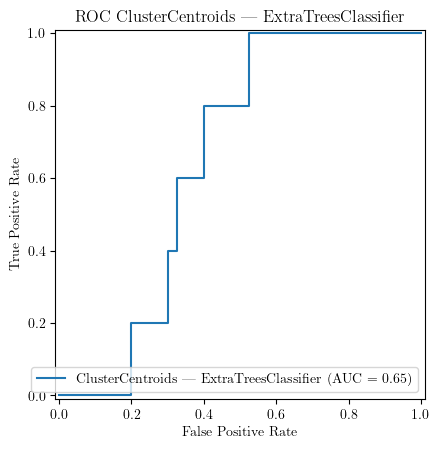 ROC ClusterCentroids — ExtraTreesClassifier
True Positive Rate
1.0
0.8
0.6
0.4
0.2
0.0
ClusterCentroids — ExtraTreesClassifier (AUC = 0.65)
0.0 0.2 0.4 0.6 0.8 1.0
False Positive Rate